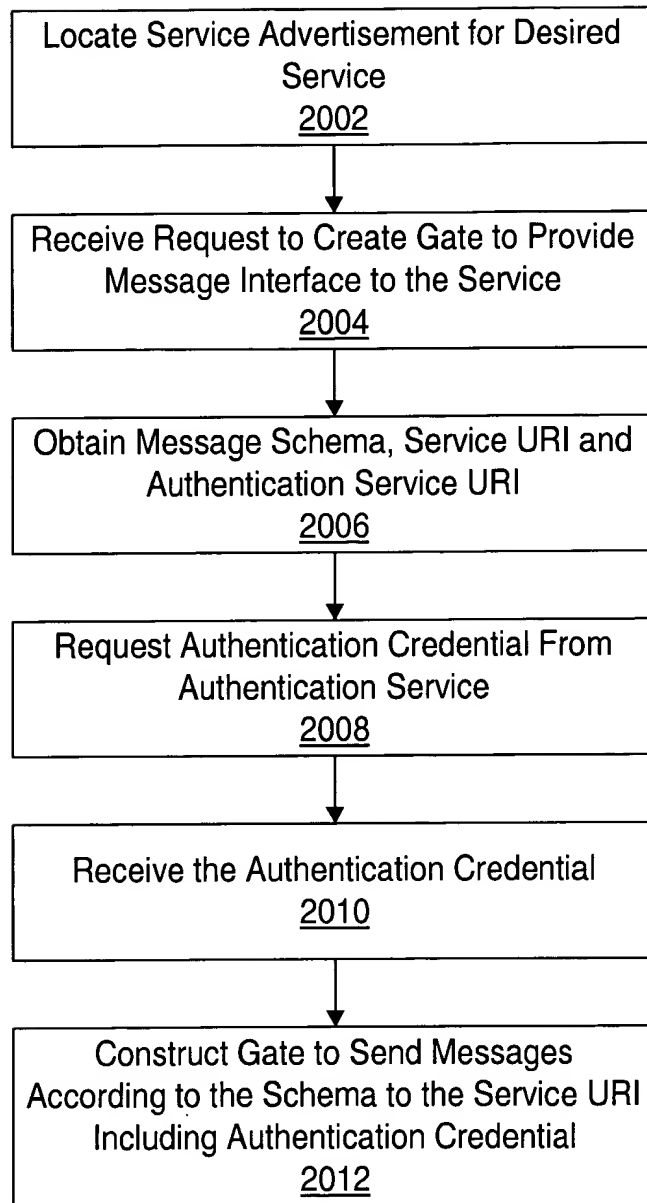 Locate Service Advertisement for Desired
Service
2002
Receive Request to Create Gate to Provide
Message Interface to the Service
2004
Obtain Message Schema, Service URI and
Authentication Service URI
2006
Request Authentication Credential From
Authentication Service
2008
Receive the Authentication Credential
2010
Construct Gate to Send Messages
According to the Schema to the Service URI
Including Authentication Credential
2012